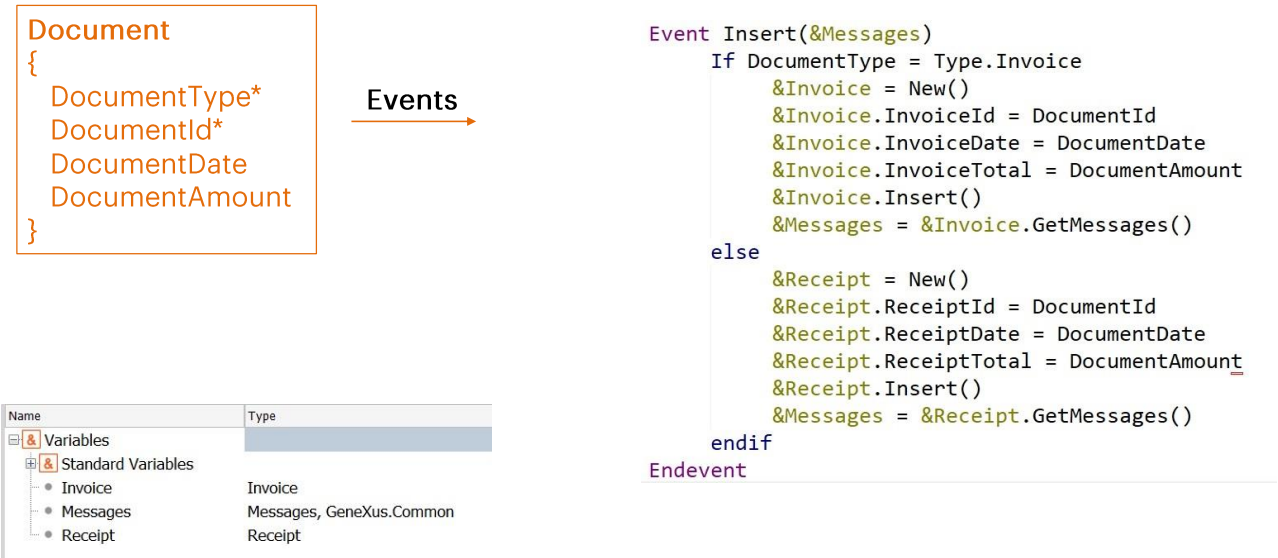 Document
{
DocumentType*
DocumentId*
DocumentDate
DocumentAmount
}
Events
Event Insert(&Messages)
If DocumentType = Type.Invoice
&Invoice = New()
&Invoice.InvoiceId = DocumentId
&Invoice.InvoiceDate = DocumentDate
&Invoice.InvoiceTotal = DocumentAmount
&Invoice.Insert()
&Messages = &Invoice.GetMessages()
else
&Receipt = New()
&Receipt.ReceiptId = DocumentId
&Receipt.ReceiptDate = DocumentDate
&Receipt.ReceiptTotal = DocumentAmount
&Receipt.Insert()
&Messages = &Receipt.GetMessages()
endif
Endevent
Name Type
& Variables
& Standard Variables
Invoice Invoice
Messages Messages, GeneXus.Common
Receipt Receipt